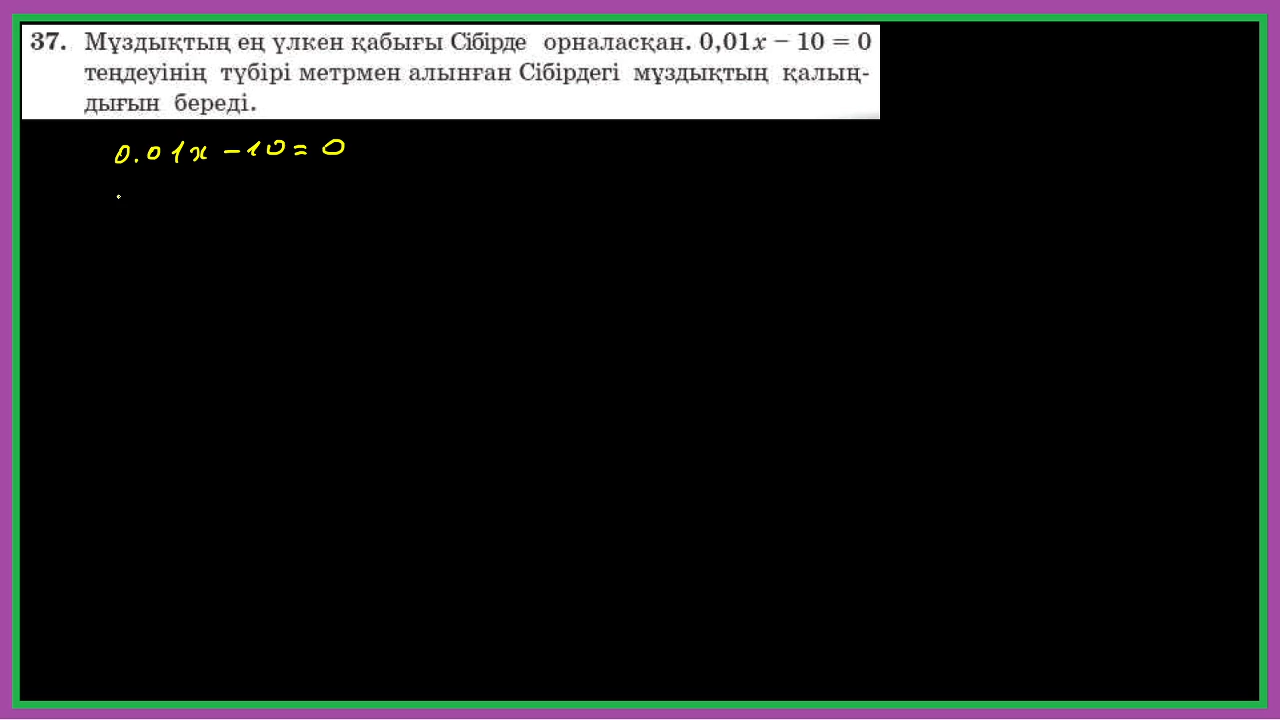 37. Мұздықтың ең үлкен қабығы Сібірде орналасқан. 0,01x − 10 = 0
теңдеуінің түбірі метрмен алынған Сібірдегі мұздықтың қалың-
дығын береді.
0.01x − 10 = 0